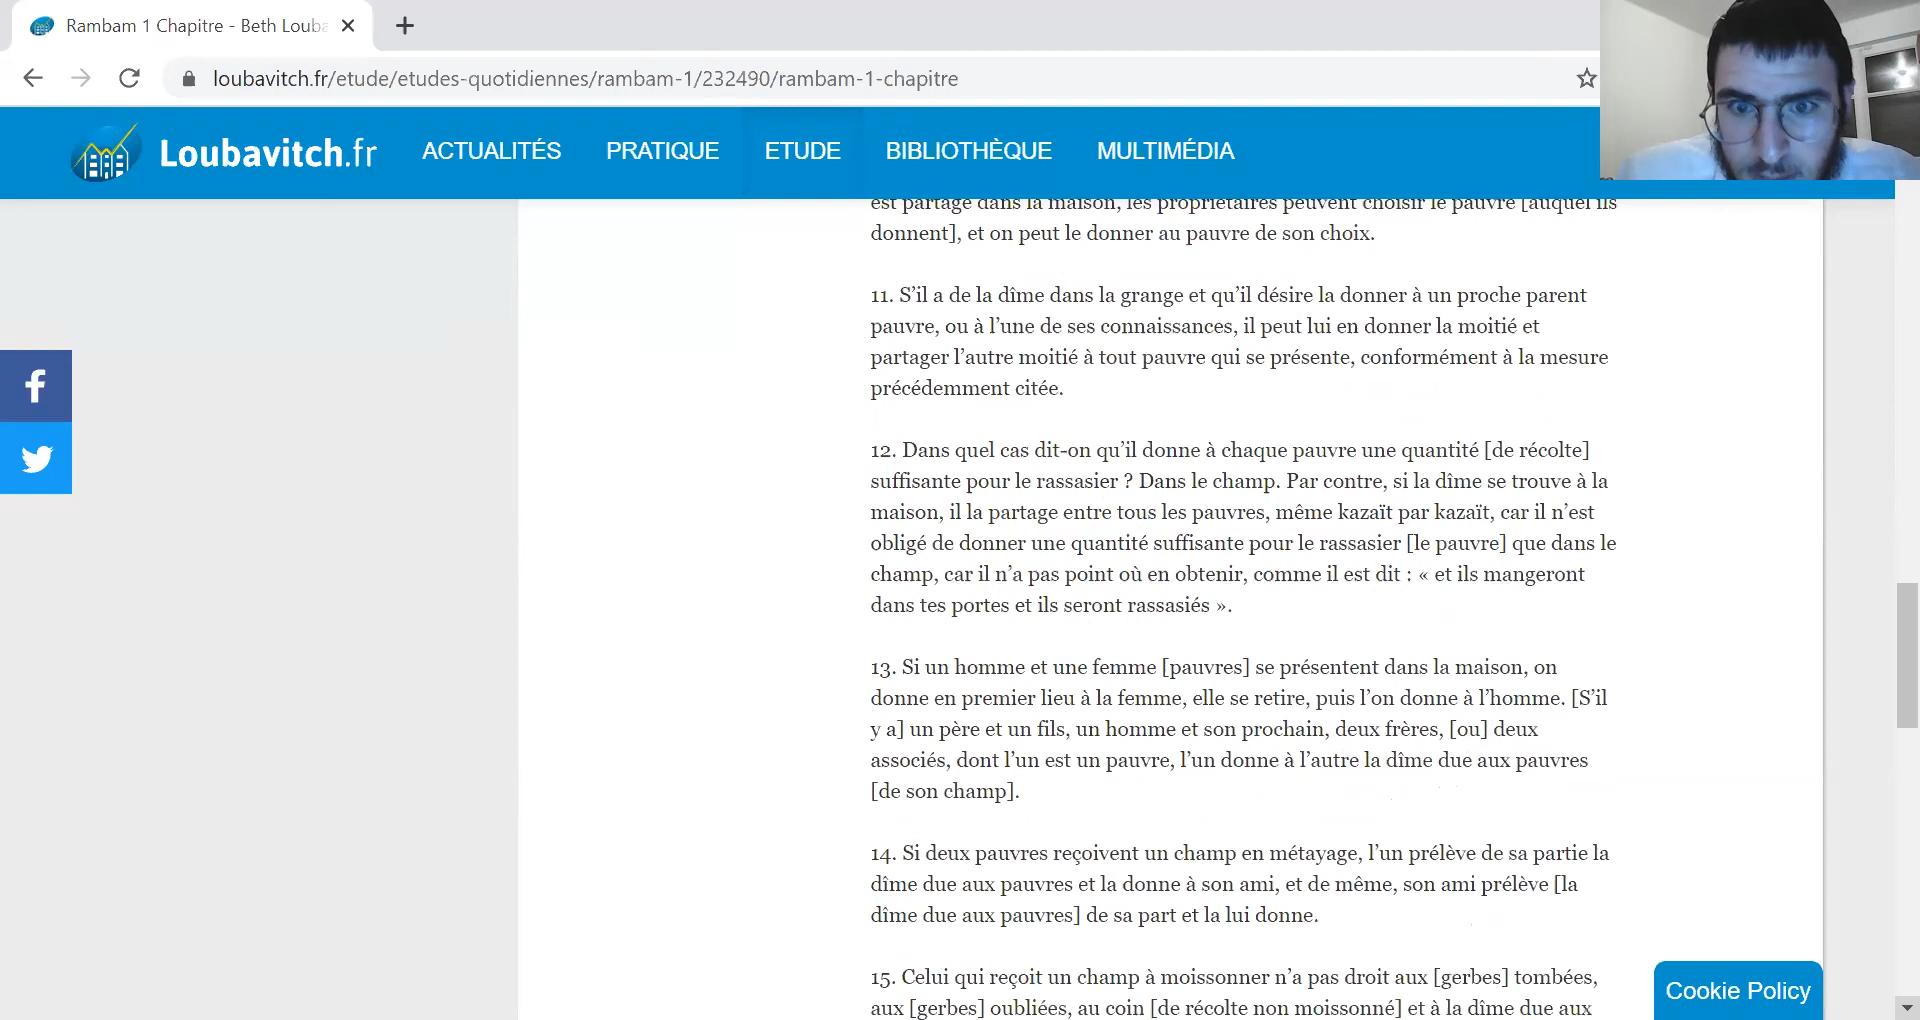 Rambam 1 Chapitre - Beth Louba
loubavitch.fr/etude/etudes-quotidiennes/rambam-1/232490/rambam-1-chapitre
Loubavitch.fr ACTUALITÉS PRATIQUE ETUDE BIBLIOTHÈQUE MULTIMÉDIA
est partagé dans la maison, les propriétaires peuvent choisir le pauvre [auquel ils
donnent], et on peut le donner au pauvre de son choix.
11. S’il a de la dîme dans la grange et qu’il désire la donner à un proche parent
pauvre, ou à l’une de ses connaissances, il peut lui en donner la moitié et
partager l’autre moitié à tout pauvre qui se présente, conformément à la mesure
précédemment citée.
12. Dans quel cas dit-on qu’il donne à chaque pauvre une quantité [de récolte]
suffisante pour le rassasier ? Dans le champ. Par contre, si la dîme se trouve à la
maison, il la partage entre tous les pauvres, même kazaït par kazaït, car il n’est
obligé de donner une quantité suffisante pour le rassasier [le pauvre] que dans le
champ, car il n’a pas point où en obtenir, comme il est dit : « et ils mangeront
dans tes portes et ils seront rassasiés ».
13. Si un homme et une femme [pauvres] se présentent dans la maison, on
donne en premier lieu à la femme, elle se retire, puis l’on donne à l’homme. [S’il
y a] un père et un fils, un homme et son prochain, deux frères, [ou] deux
associés, dont l’un est un pauvre, l’un donne à l’autre la dîme due aux pauvres
[de son champ].
14. Si deux pauvres reçoivent un champ en métayage, l’un prélève de sa partie la
dîme due aux pauvres et la donne à son ami, et de même, son ami prélève [la
dîme due aux pauvres] de sa part et la lui donne.
15. Celui qui reçoit un champ à moissonner n’a pas droit aux [gerbes] tombées,
aux [gerbes] oubliées, au coin [de récolte non moissonné] et à la dîme due aux
Cookie Policy